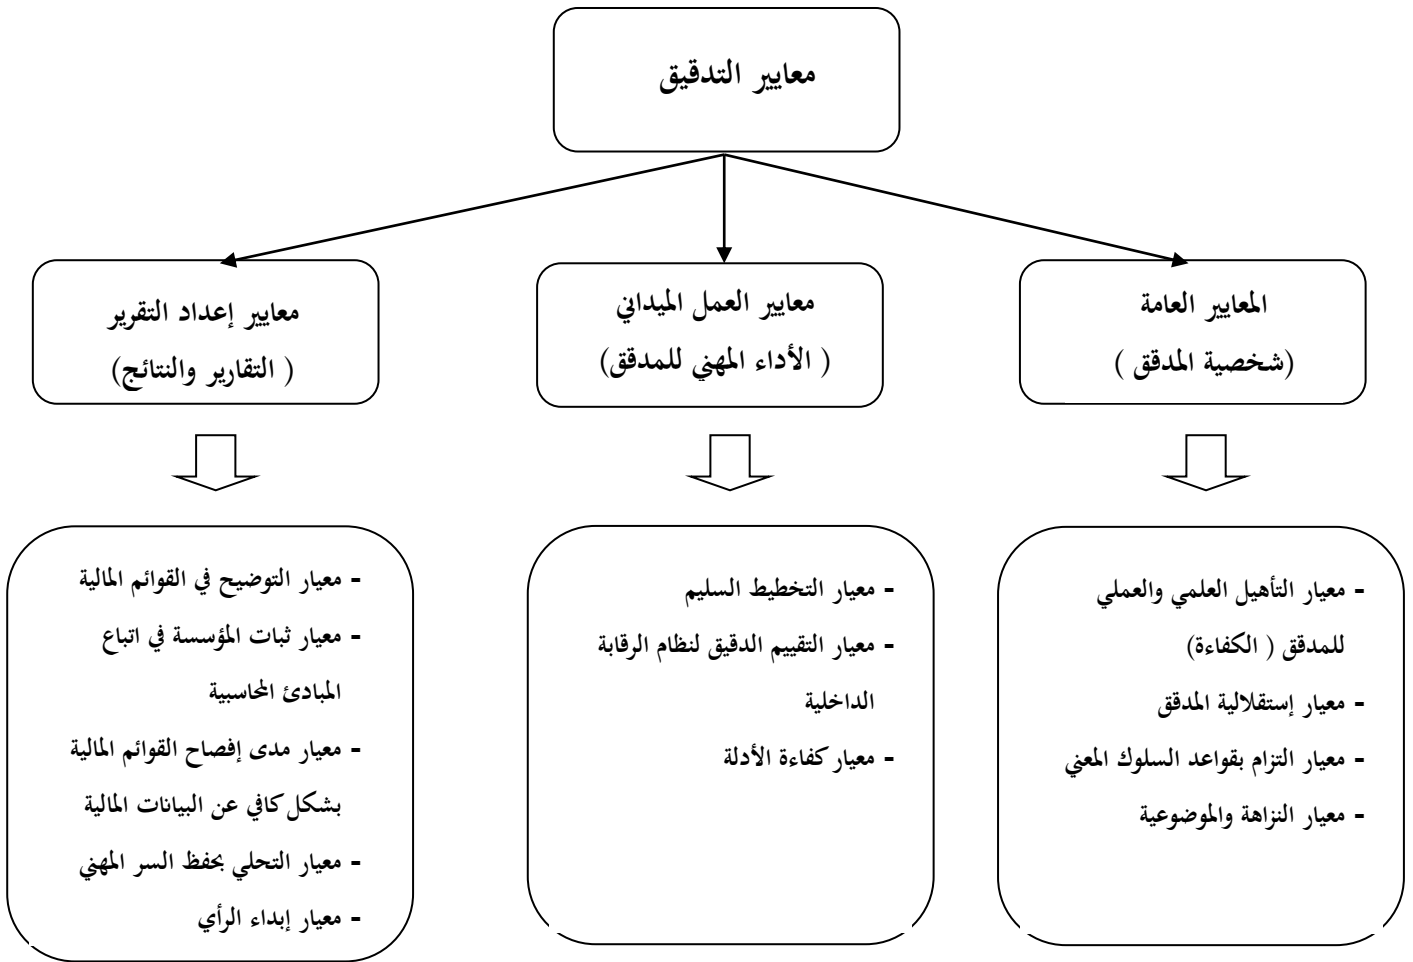 معايير التدقيق
المعايير العامة
(شخصية المدقق )
معايير العمل الميداني
( الأداء المهني للمدقق)
معايير إعداد التقرير
( التقارير والنتائج)
- معيار التأهيل العلمي والعملي
للمدقق ( الكفاءة)
- معيار إستقلالية المدقق
- معيار التزام بقواعد السلوك المعني
- معيار النزاهة والموضوعية
- معيار التخطيط السليم
- معيار التقييم الدقيق لنظام الرقابة
الداخلية
- معيار كفاءة الأدلة
- معيار التوضيح في القوائم المالية
- معيار ثبات المؤسسة في اتباع
المبادئ المحاسبية
- معيار مدى إفصاح القوائم المالية
بشكل كافي عن البيانات المالية
- معيار التحلي بحفظ السر المهني
- معيار إبداء الرأي